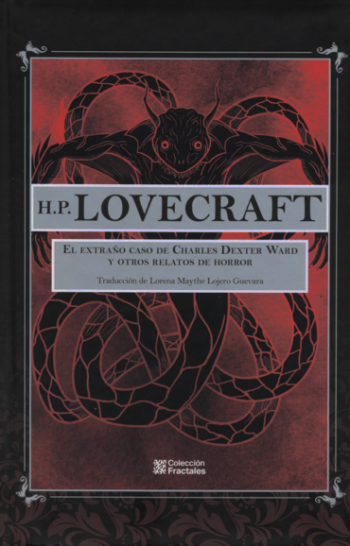 H.P. LOVECRAFT
EL EXTRAÑO CASO DE CHARLES DEXTER WARD
Y OTROS RELATOS DE HORROR
Traducción de Lorena Maythe Lojero Guevara
Colección
Fractales